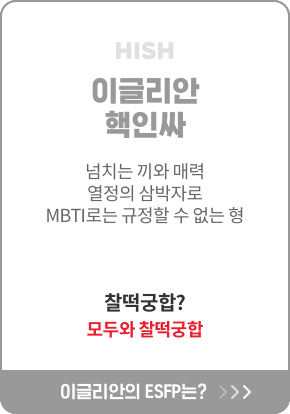 HISH
이글리안
핵인싸
넘치는 끼와 매력
열정의 삼박자로
MBTI로는 규정할 수 없는 형
찰떡궁합?
모두와 찰떡궁합
이글리안의 ESFP는? >>>